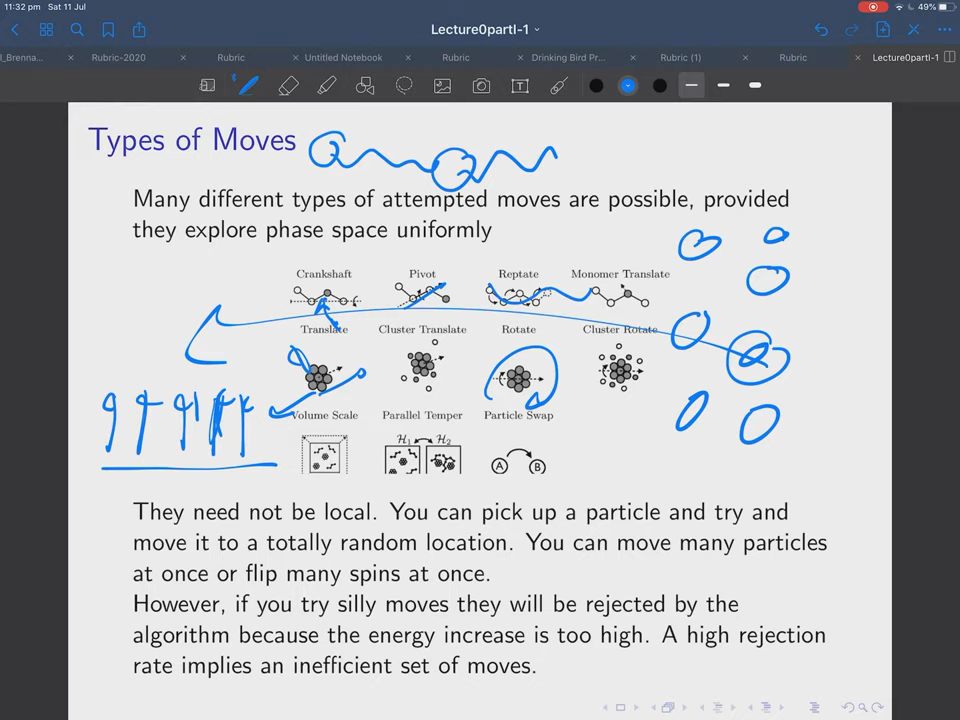 11:32 pm Sat 11 Jul
49%
Lecture0partI-1
l_Brenna...
Rubric-2020
Rubric
Untitled Notebook
Rubric
Drinking Bird Pr...
Rubric (1)
Rubric
Lecture0partI-1
Types of Moves
Many different types of attempted moves are possible, provided
they explore phase space uniformly
Crankshaft Pivot Reptate Monomer Translate
Translate Cluster Translate Rotate Cluster Rotate
Volume Scale Parallel Temper Particle Swap
H₁ H₂
A B
They need not be local. You can pick up a particle and try and
move it to a totally random location. You can move many particles
at once or flip many spins at once.
However, if you try silly moves they will be rejected by the
algorithm because the energy increase is too high. A high rejection
rate implies an inefficient set of moves.